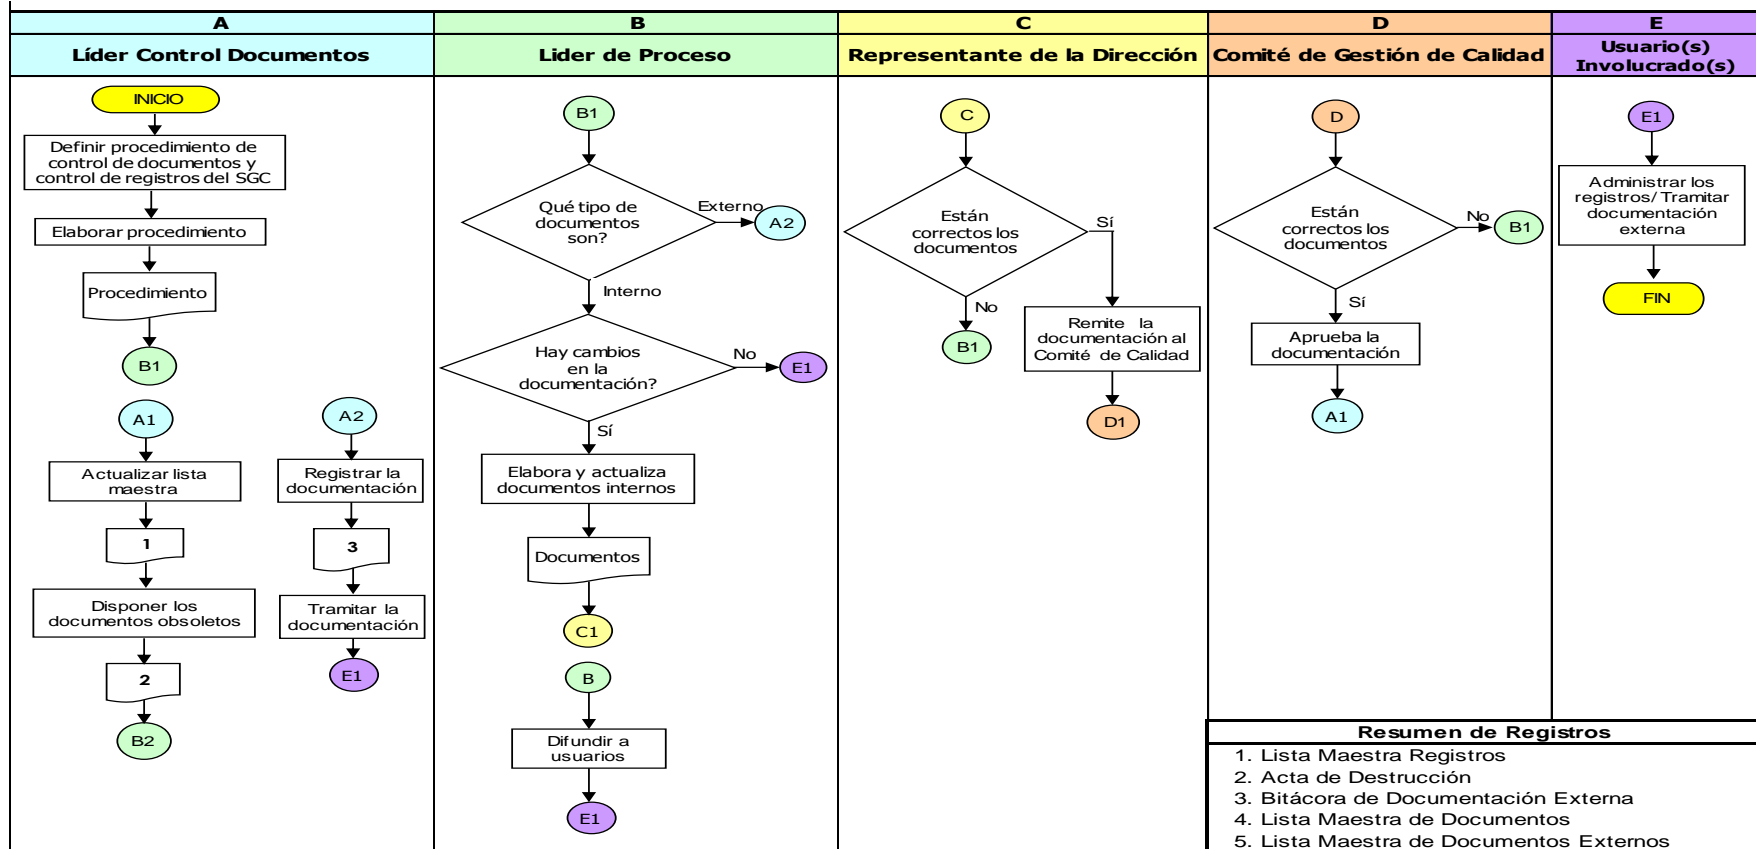 A
B
C
D
E
Líder Control Documentos
Lider de Proceso
Representante de la Dirección
Comité de Gestión de Calidad
Usuario(s)
Involucrado(s)
INICIO
Definir procedimiento de
control de documentos y
control de registros del SGC
Elaborar procedimiento
Procedimiento
B1
A1
Actualizar lista
maestra
1
Disponer los
documentos obsoletos
2
B2
A2
Registrar la
documentación
3
Tramitar la
documentación
E1
B1
Qué tipo de
documentos
son?
Externo
A2
Interno
Hay cambios
en la
documentación?
No
E1
Sí
Elabora y actualiza
documentos internos
Documentos
C1
B
Difundir a
usuarios
E1
C
Están
correctos los
documentos
Sí
No
B1
Remite la
documentación al
Comité de Calidad
D1
D
Están
correctos los
documentos
No
B1
Sí
Aprueba la
documentación
A1
E1
Administrar los
registros/ Tramitar
documentación
externa
FIN
Resumen de Registros
1. Lista Maestra Registros
2. Acta de Destrucción
3. Bitácora de Documentación Externa
4. Lista Maestra de Documentos
5. Lista Maestra de Documentos Externos